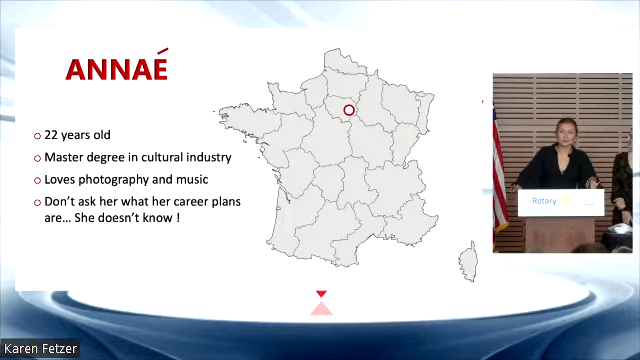 ANNAÉ
22 years old
Master degree in cultural industry
Loves photography and music
Don't ask her what her career plans
are... She doesn't know !
Rotary
Karen Fetzer